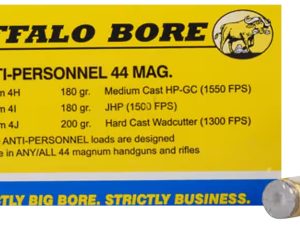 FFALO BORE
TI-PERSONNEL 44 MAG.
m 4H 180 gr. Medium Cast HP-GC (1550 FPS)
m 4I 180 gr. JHP (1500 FPS)
m 4J 200 gr. Hard Cast Wadcutter (1300 FPS)
ANTI-PERSONNEL loads are designed
e in ANY/ALL 44 magnum handguns and rifles
TLY BIG BORE. STRICTLY BUSINESS.